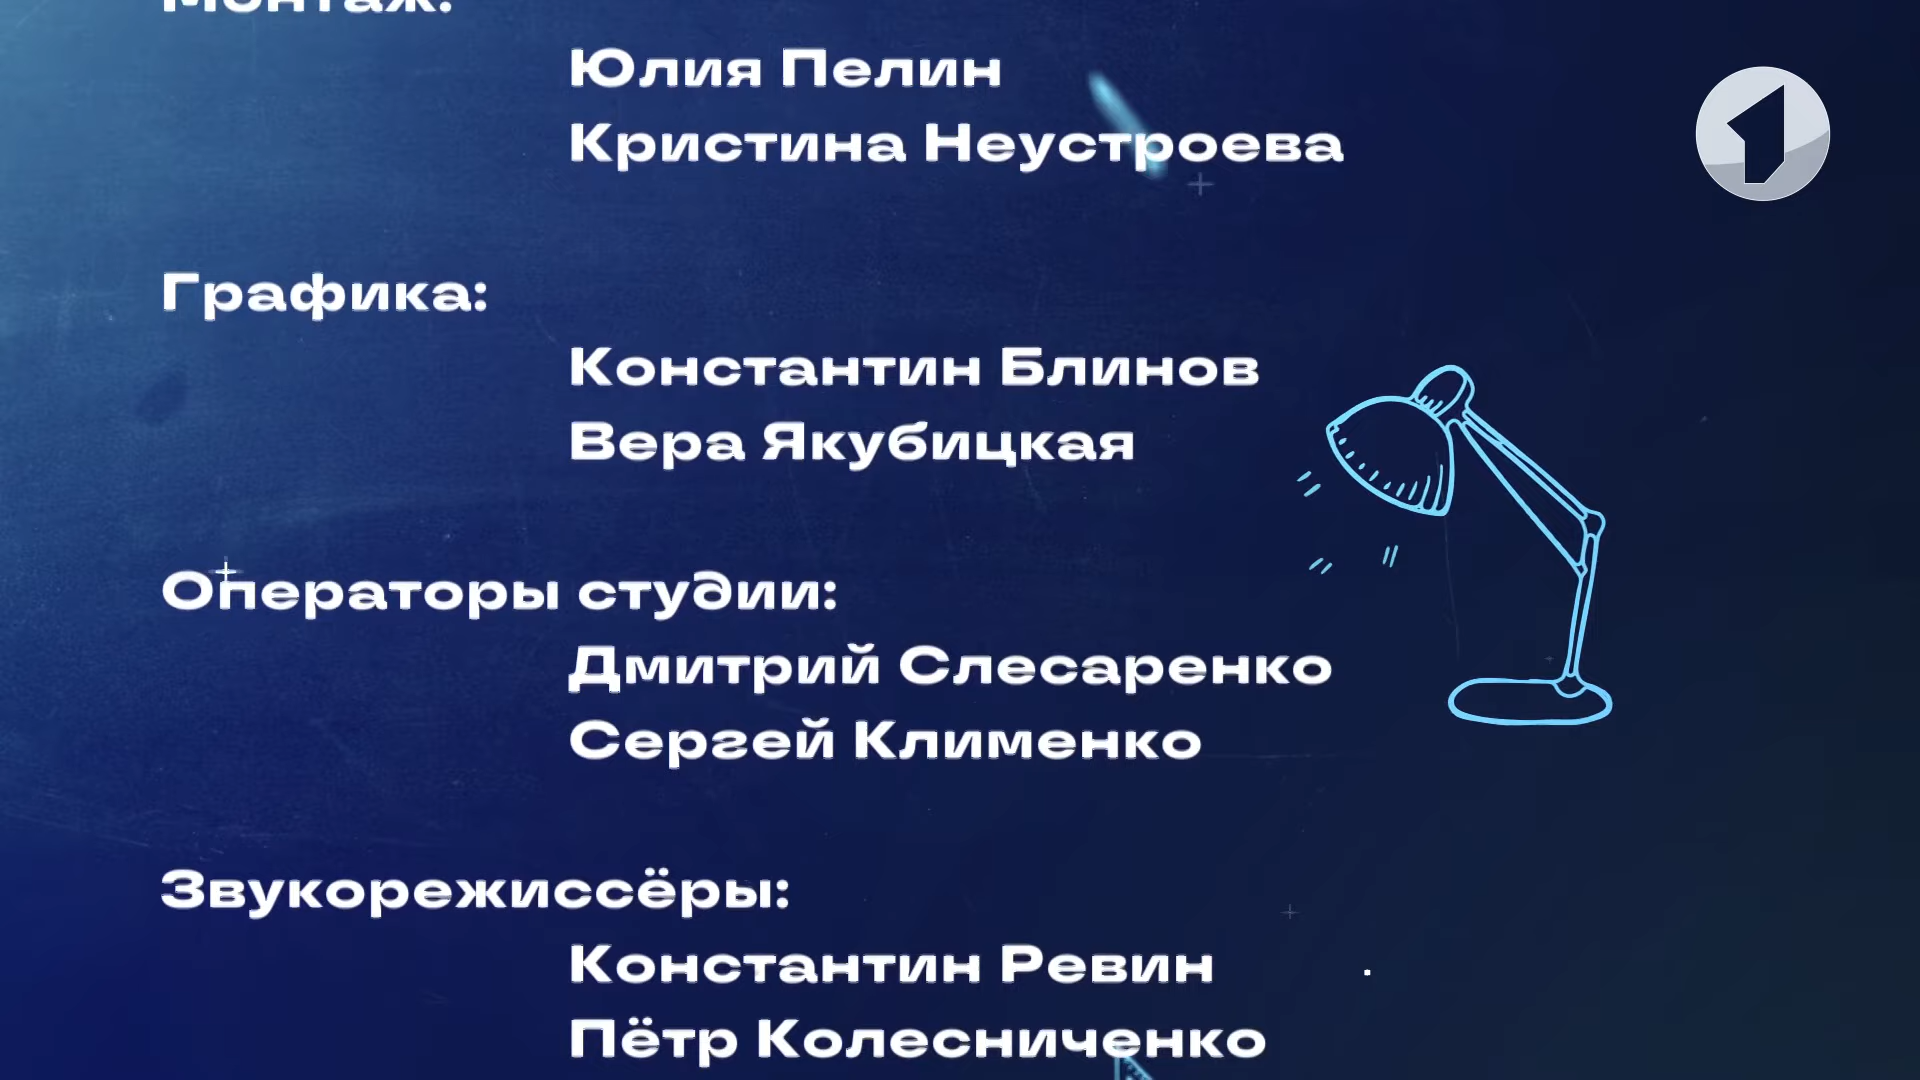 Монтаж:
Юлия Пелин
Кристина Неустроева
Графика:
Константин Блинов
Вера Якубицкая
Операторы студии:
Дмитрий Слесаренко
Сергей Клименко
Звукорежиссёры:
Константин Ревин
Пётр Колесниченко